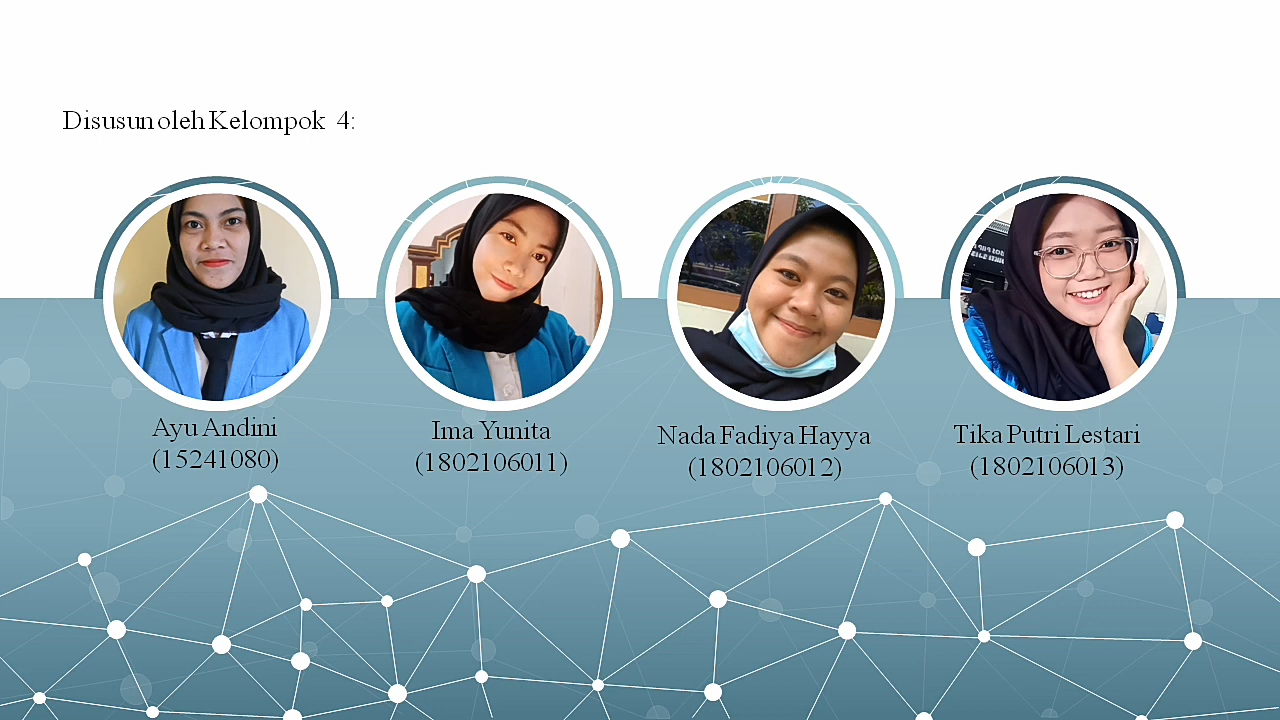 Disusun oleh Kelompok 4:
Ayu Andini
(15241080)
Ima Yunita
(1802106011)
Nada Fadiya Hayya
(1802106012)
Tika Putri Lestari
(1802106013)